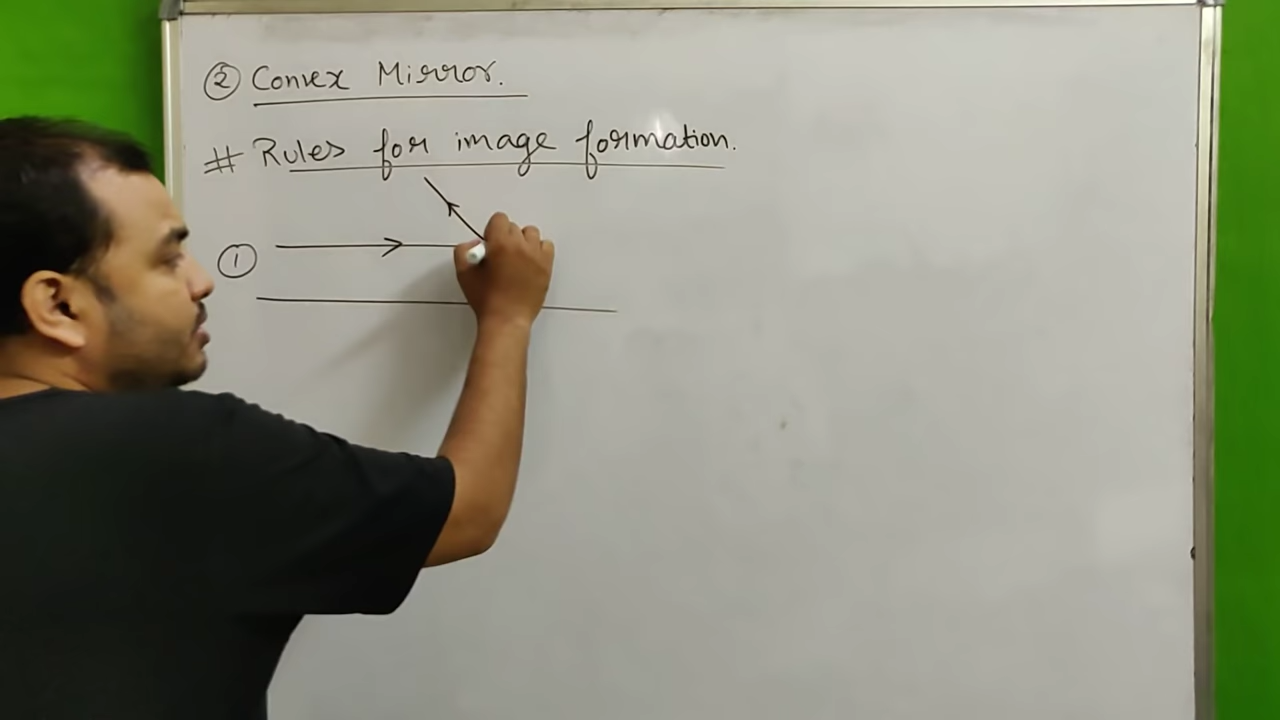 ② Convex Mirror.
# Rules for image formation.
①